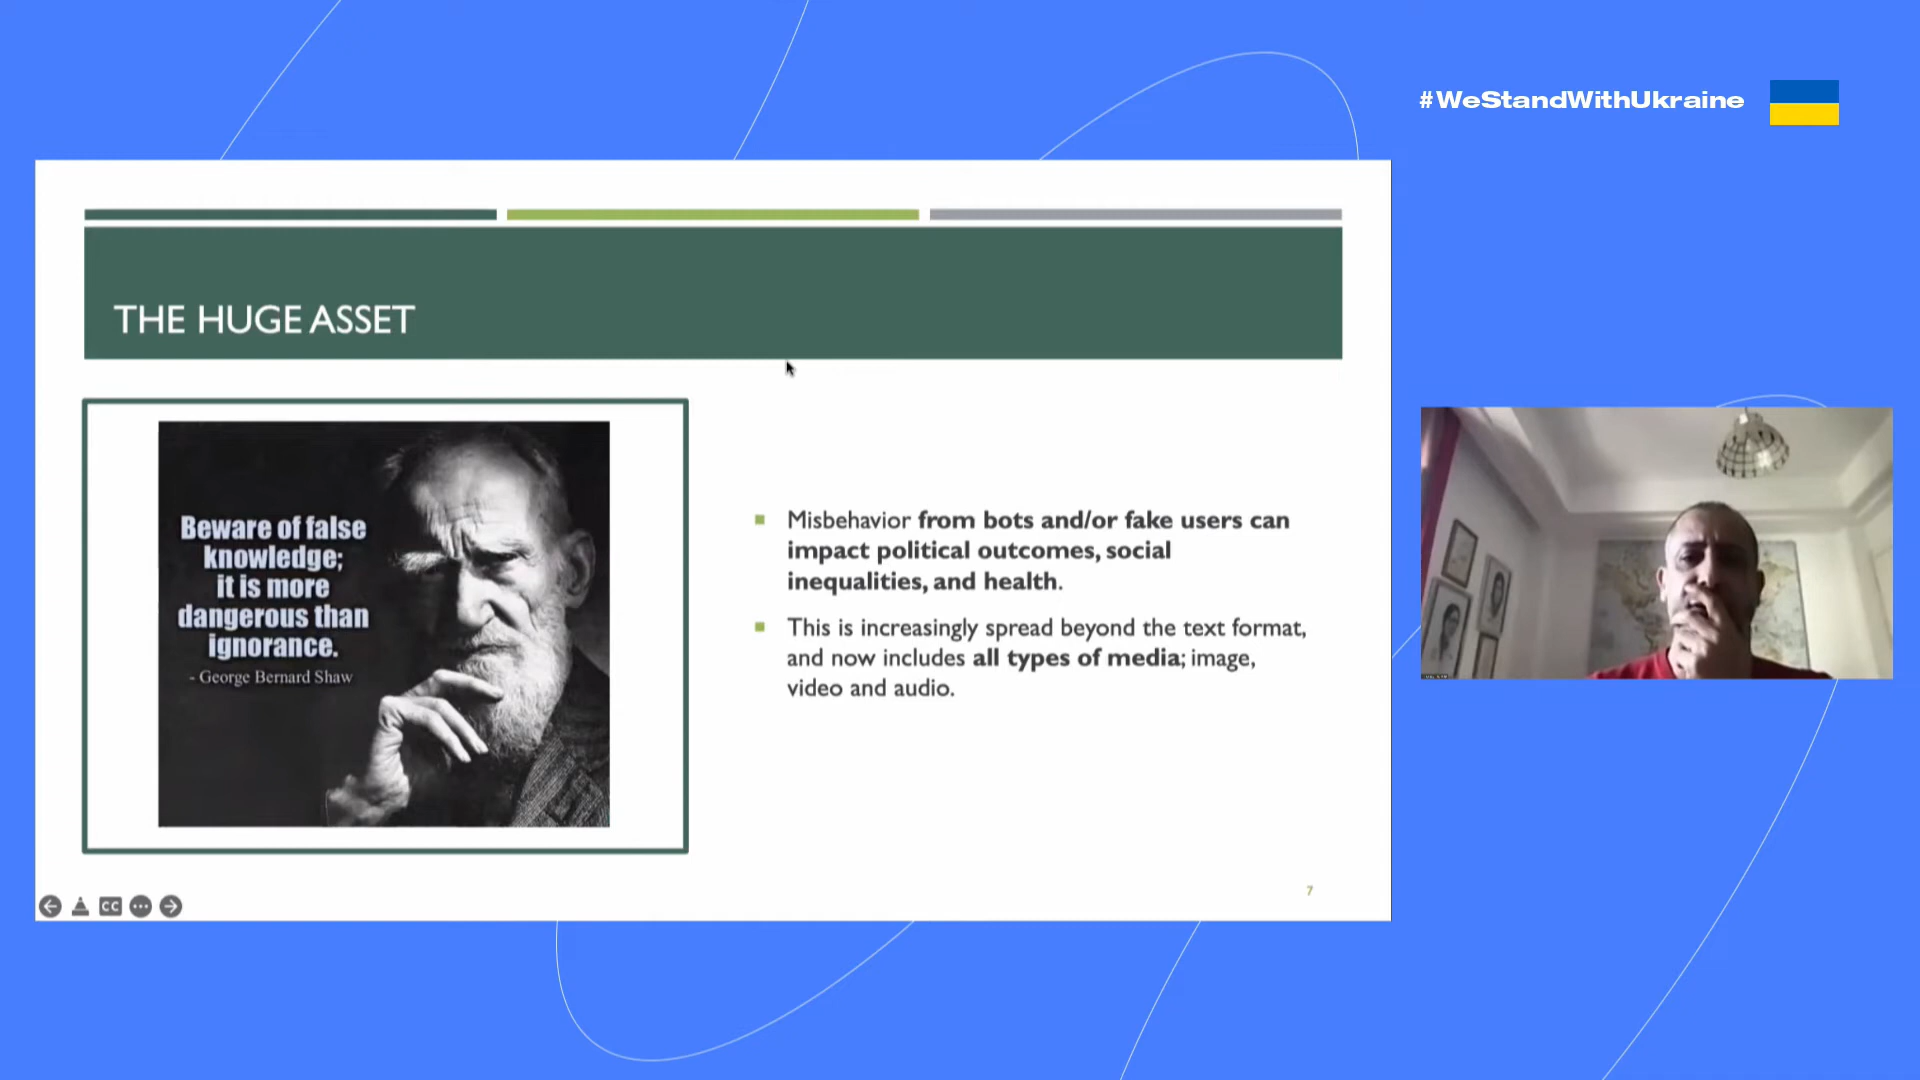 #WeStandWithUkraine
THE HUGE ASSET
Beware of false
knowledge;
it is more
dangerous than
ignorance.
- George Bernard Shaw
Misbehavior from bots and/or fake users can
impact political outcomes, social
inequalities, and health.
This is increasingly spread beyond the text format,
and now includes all types of media; image,
video and audio.
CC
7